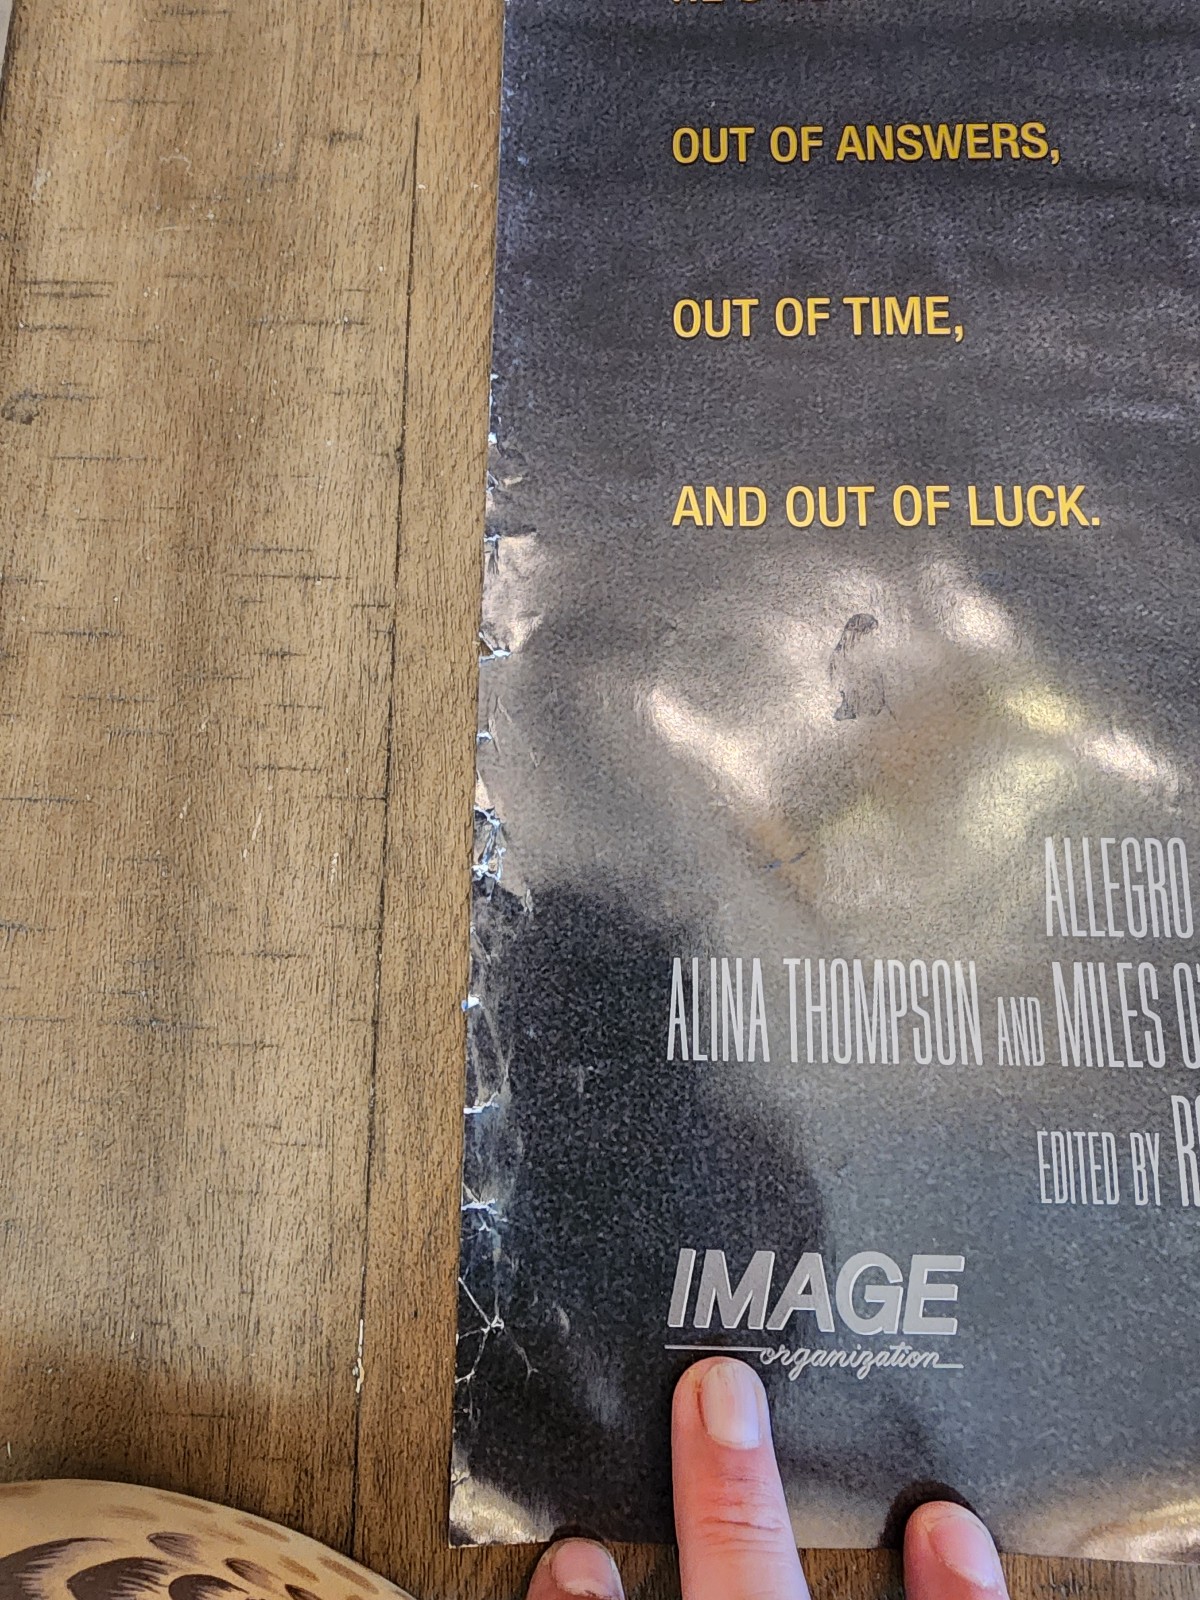 OUT OF ANSWERS,
OUT OF TIME,
AND OUT OF LUCK.
ALLEGRO
ALINA THOMPSON AND MILES
EDITED BY
IMAGE
organization